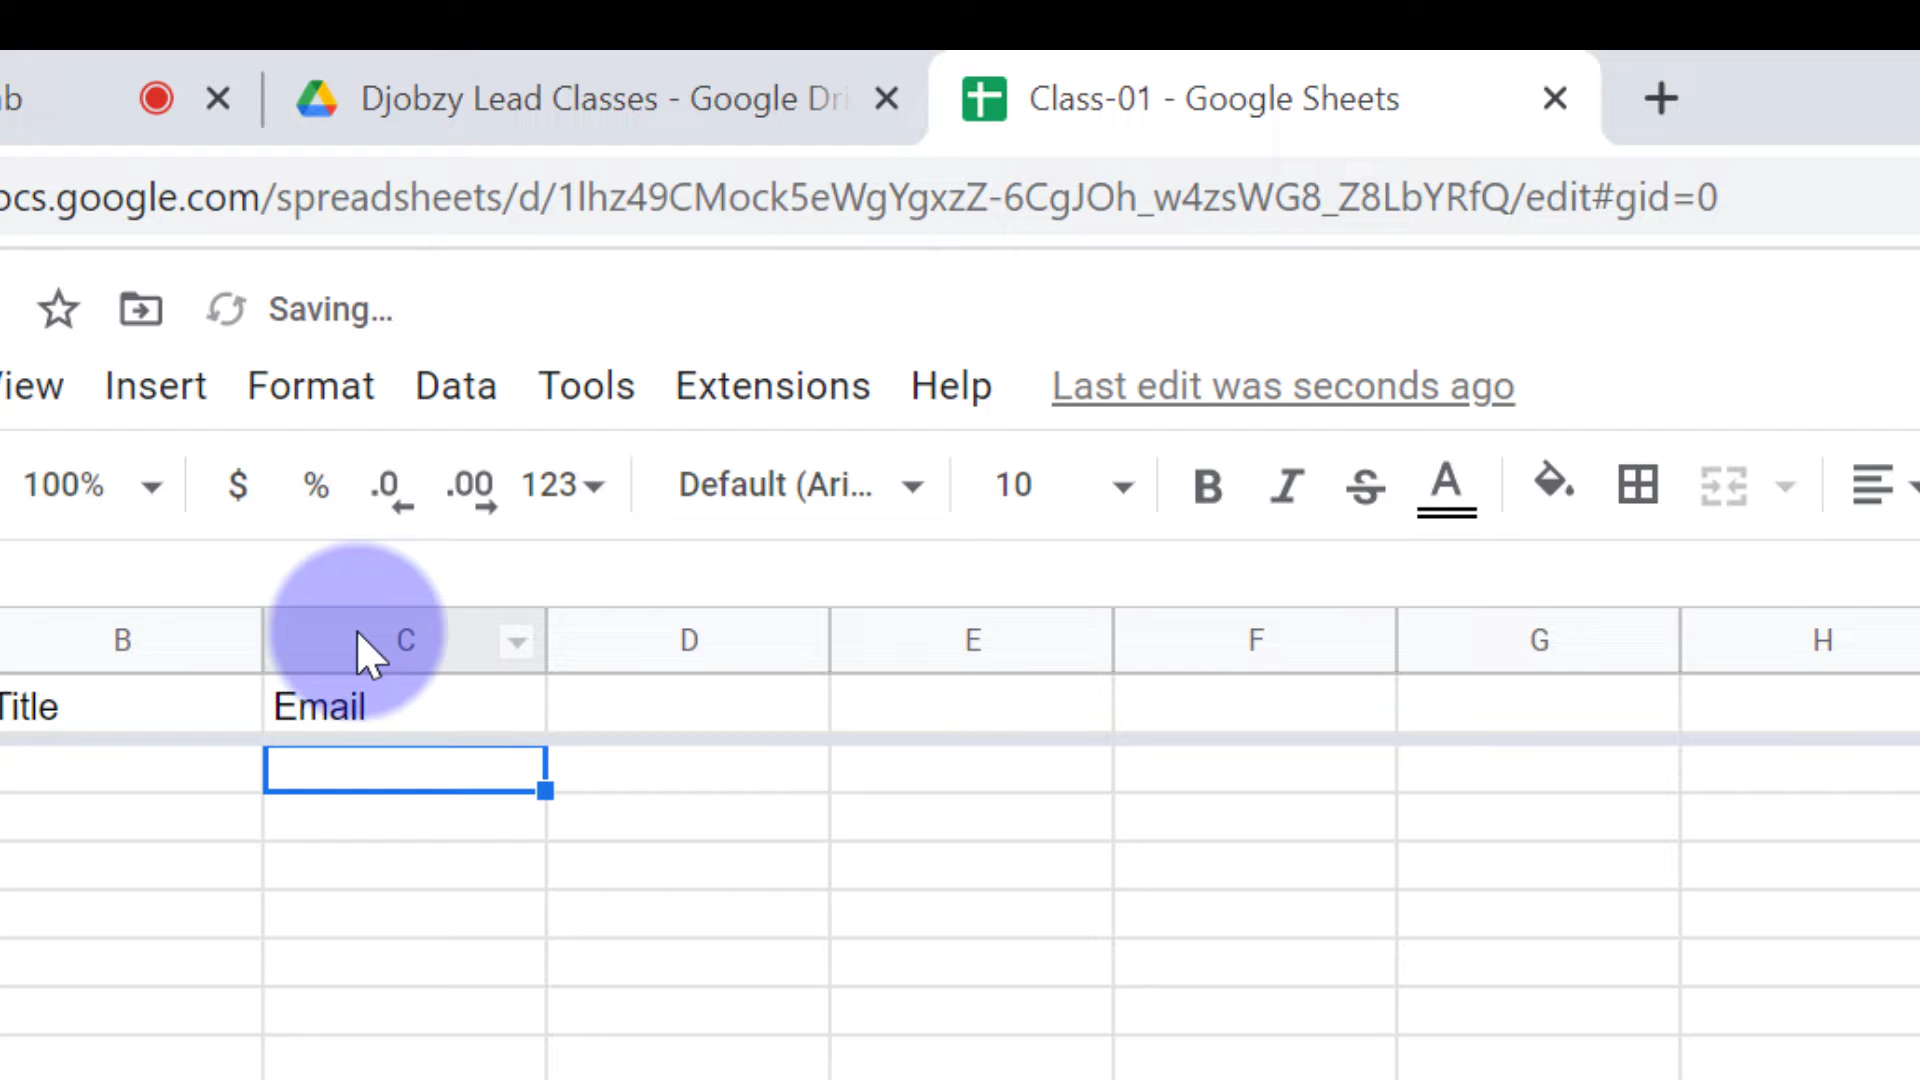 ab
Djobzy Lead Classes - Google Dri
Class-01 - Google Sheets
ocs.google.com/spreadsheets/d/1lhz49CMock5eWgYgxzZ-6CgJOh_w4zsWG8_Z8LbYRfQ/edit#gid=0
Saving...
View Insert Format Data Tools Extensions Help Last edit was seconds ago
100% $ % .0 .00 123 Default (Ari... 10 B I S A
B C D E F G H
Title Email